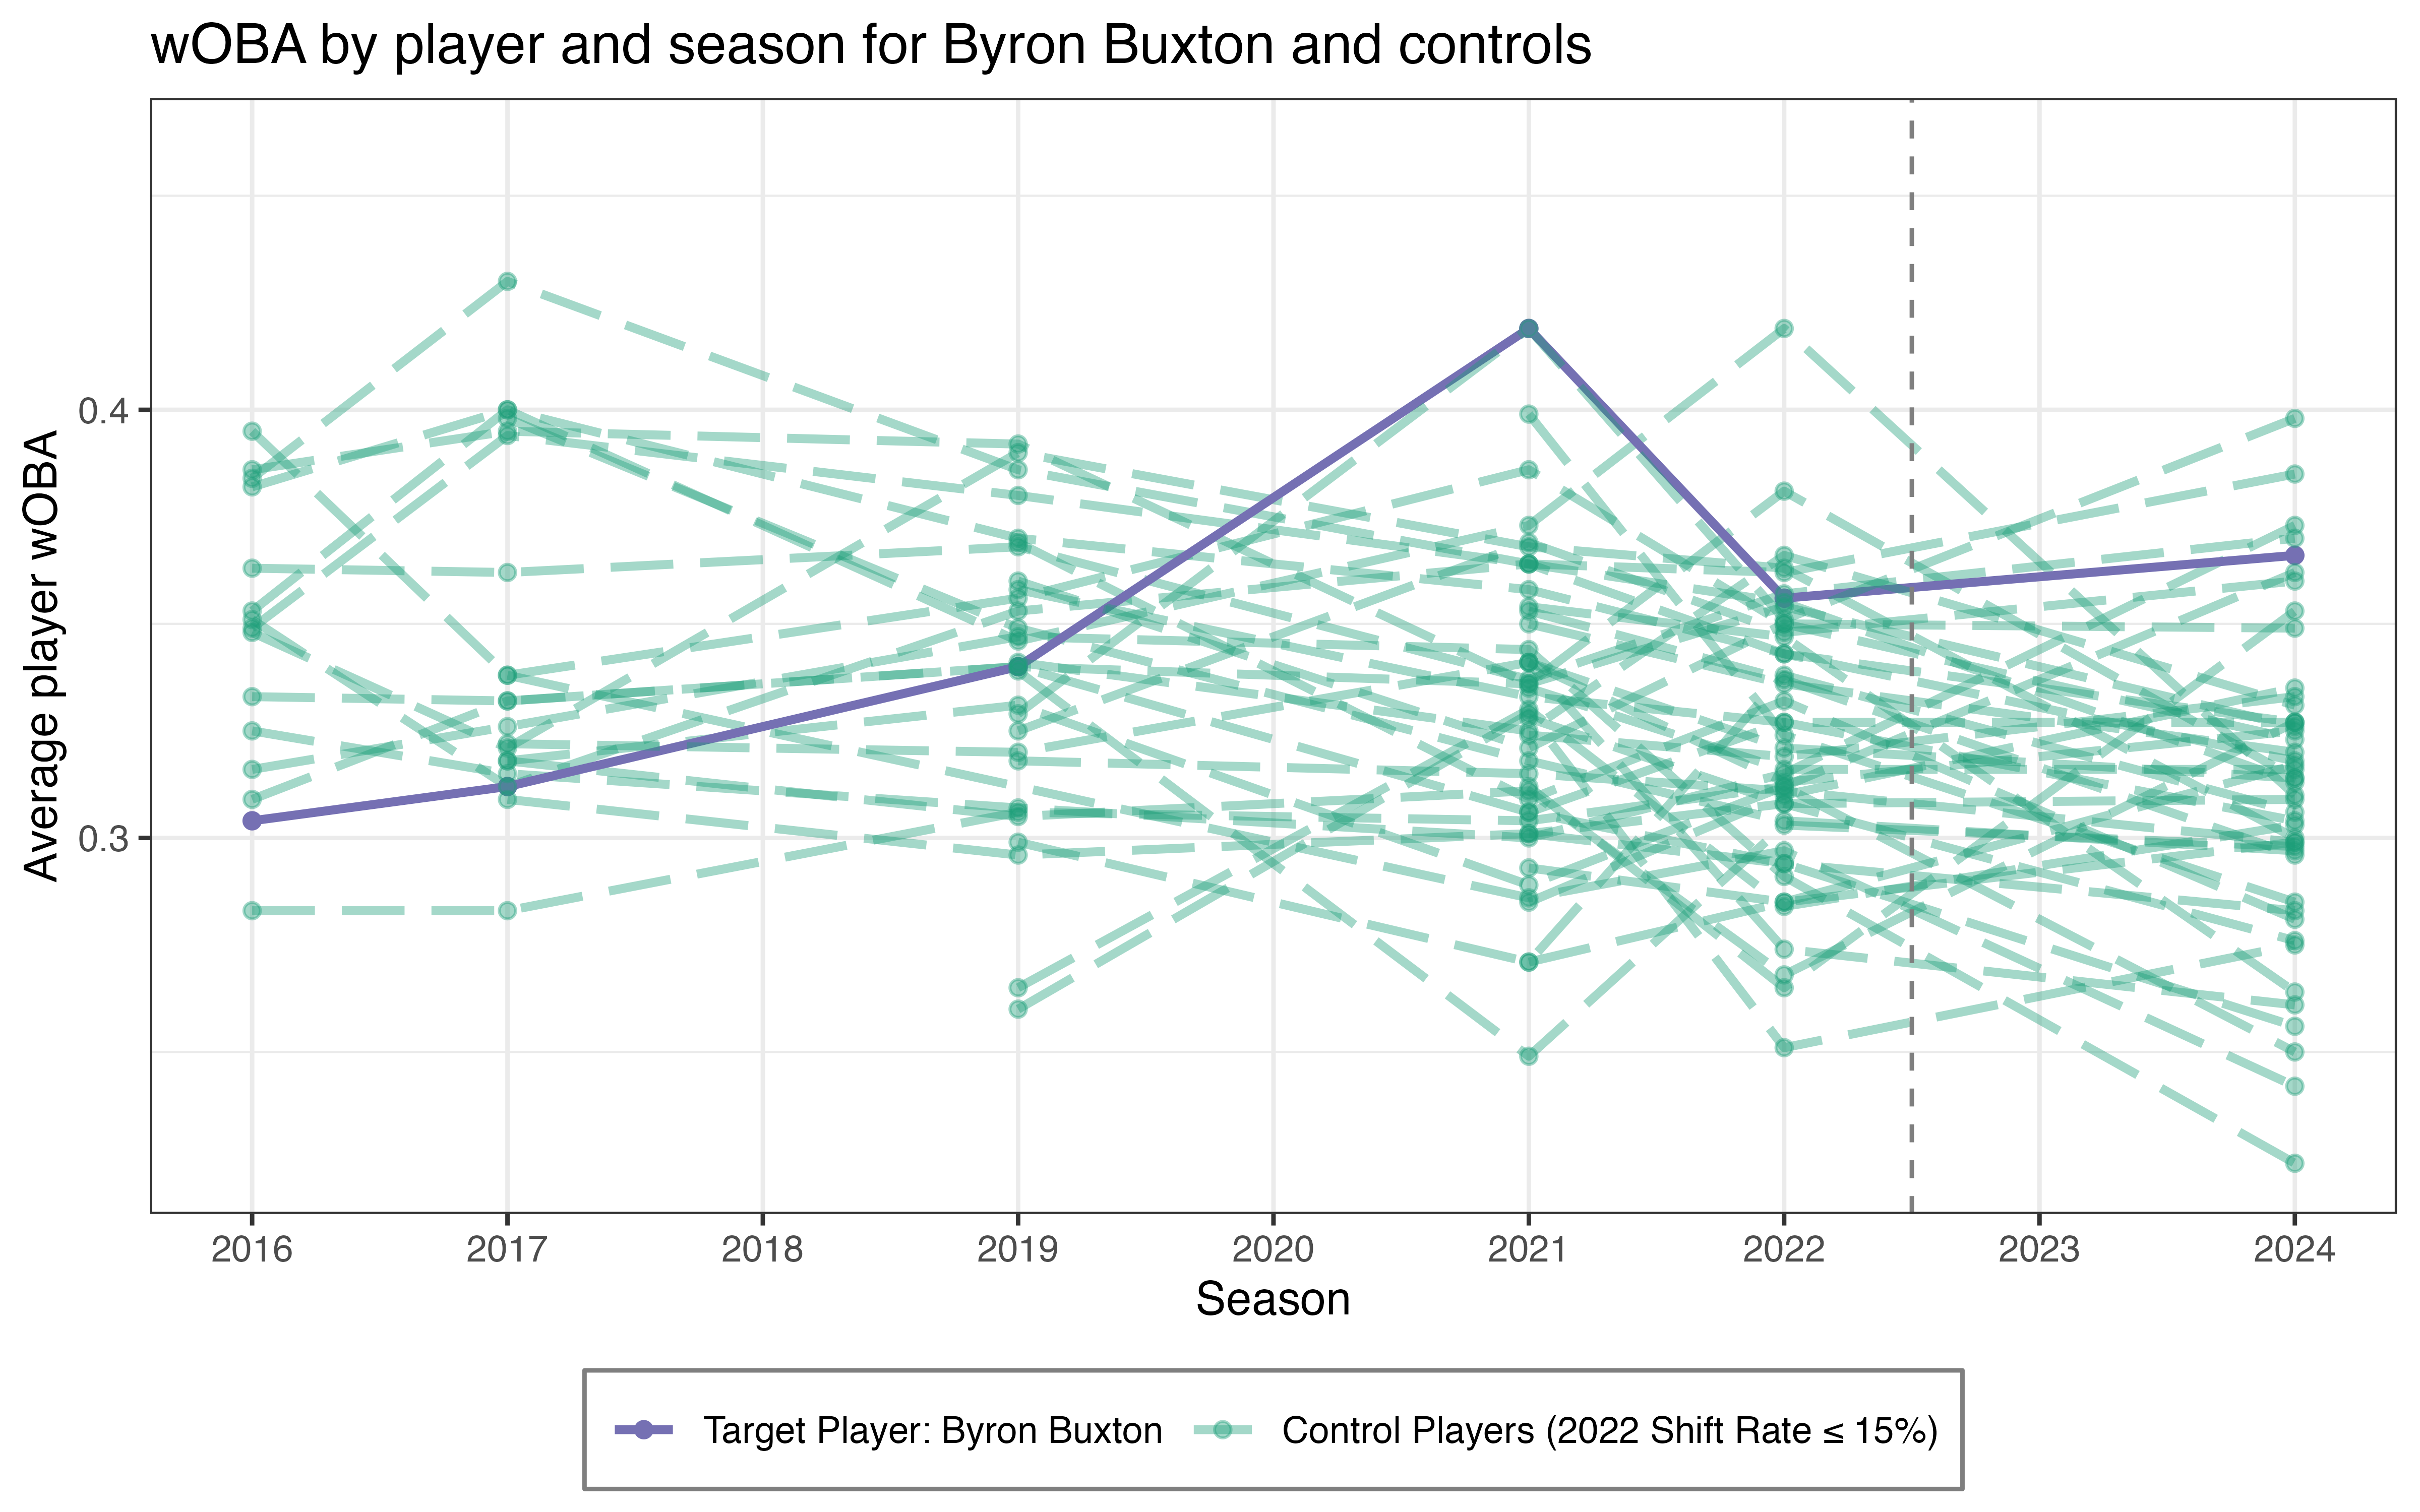 wOBA by player and season for Byron Buxton and controls
Average player wOBA
0.4
0.3
2016 2017 2018 2019 2020 2021 2022 2023 2024
Season
Target Player: Byron Buxton Control Players (2022 Shift Rate ≤ 15%)